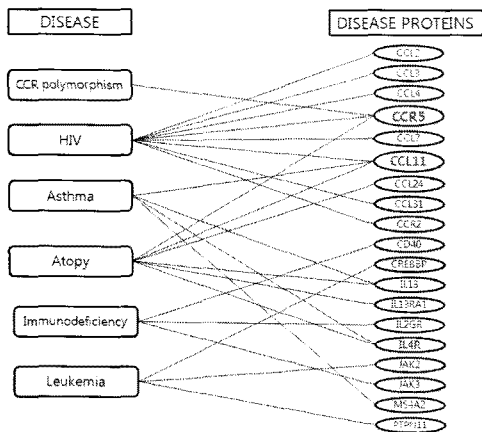 DISEASE
DISEASE PROTEINS
CCR polymorphism
HIV
Asthma
Atopy
Immunodeficiency
Leukemia
CCL2
CCL3
CCL4
CCR5
CCL7
CCL11
CCL24
CCL31
CCR2
CD40
CREBBP
IL13
IL13RA1
IL2GR
IL4R
JAK2
JAK3
MS4A2
PTPN11